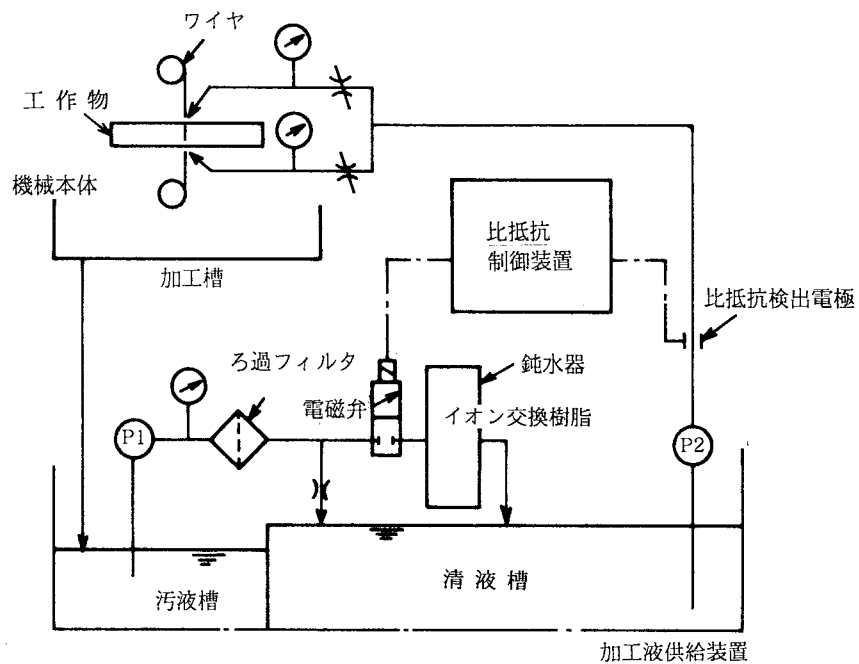 ワイヤ
工作物
機械本体
加工槽
比抵抗
制御装置
比抵抗検出電極
ろ過フィルタ
電磁弁
鈍水器
イオン交換樹脂
P1
P2
汚液槽
清液槽
加工液供給装置